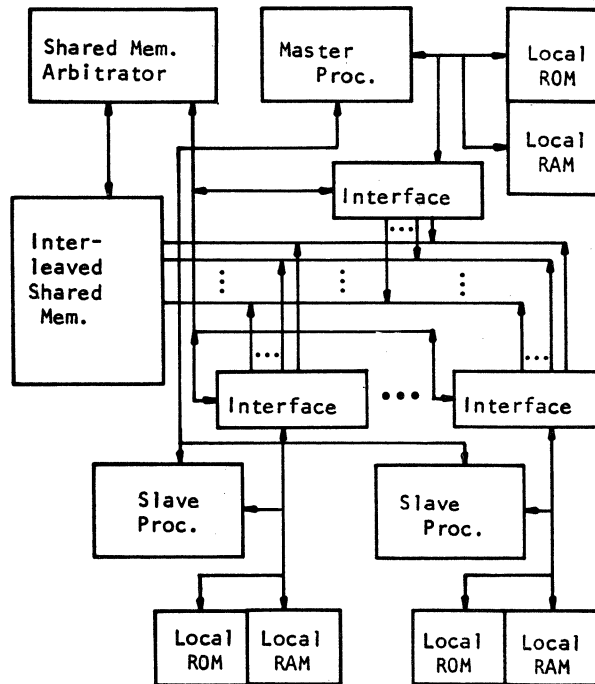 Shared Mem.
Arbitrator
Master
Proc.
Local
ROM
Local
RAM
Interface
Inter-
leaved
Shared
Mem.
Interface
Interface
Slave
Proc.
Slave
Proc.
Local
ROM
Local
RAM
Local
ROM
Local
RAM